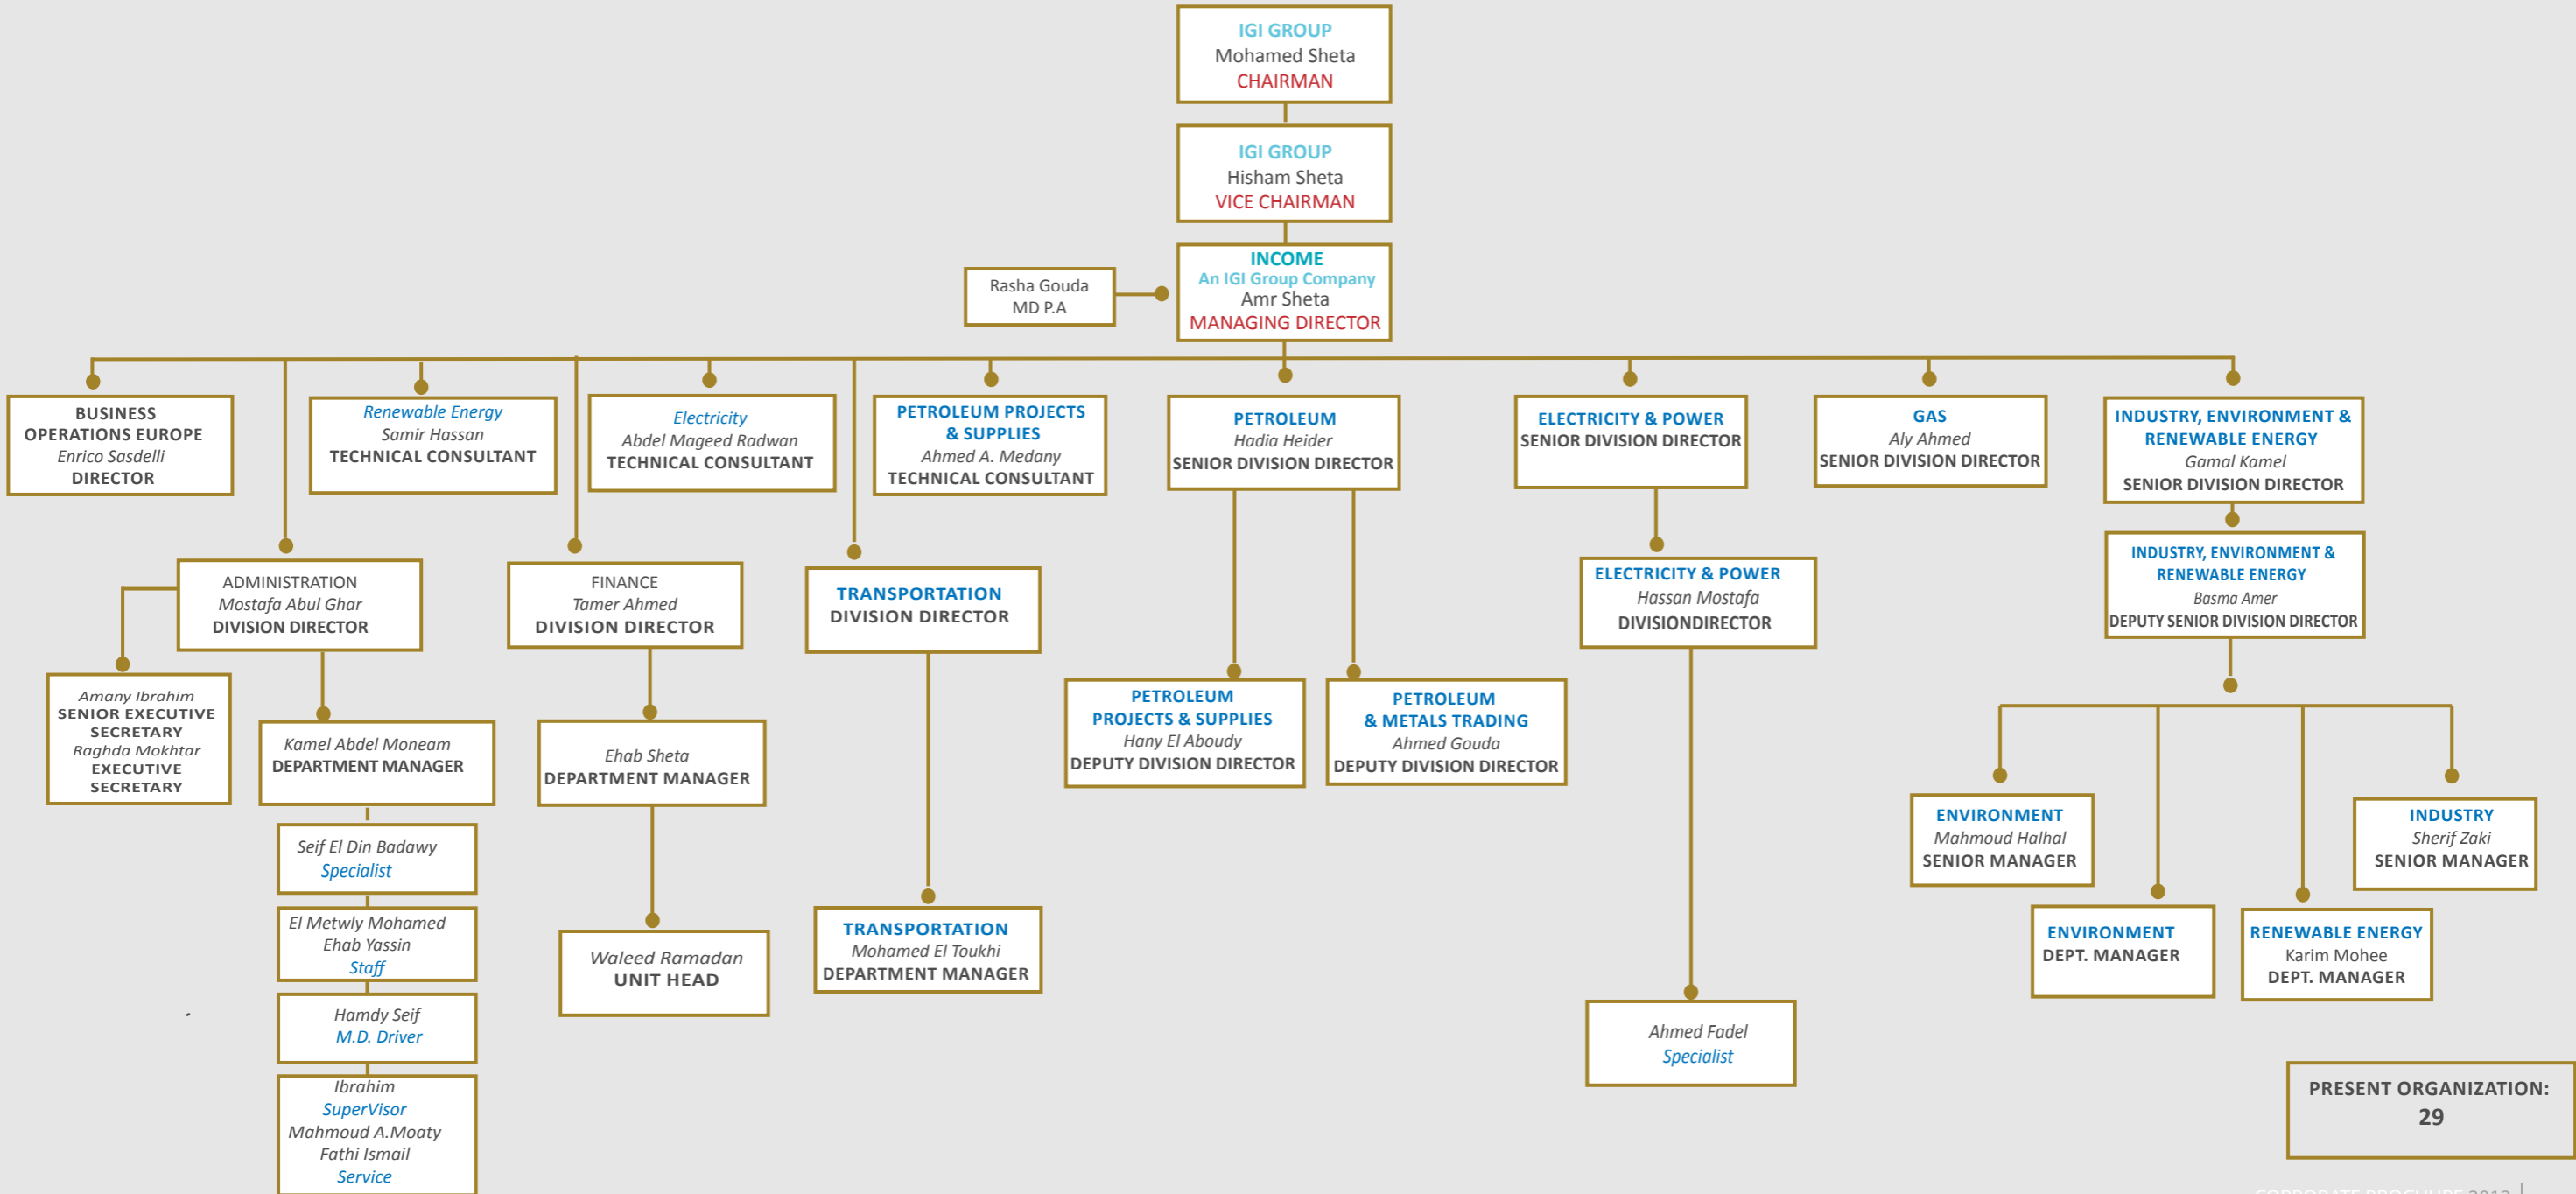 IGI GROUP
Mohamed Sheta
CHAIRMAN
IGI GROUP
Hisham Sheta
VICE CHAIRMAN
INCOME
An IGI Group Company
Amr Sheta
MANAGING DIRECTOR
Rasha Gouda
MD P.A
BUSINESS
OPERATIONS EUROPE
Enrico Sasdelli
DIRECTOR
Renewable Energy
Samir Hassan
TECHNICAL CONSULTANT
Electricity
Abdel Mageed Radwan
TECHNICAL CONSULTANT
PETROLEUM PROJECTS
& SUPPLIES
Ahmed A. Medany
TECHNICAL CONSULTANT
PETROLEUM
Hadia Heider
SENIOR DIVISION DIRECTOR
ELECTRICITY & POWER
SENIOR DIVISION DIRECTOR
GAS
Aly Ahmed
SENIOR DIVISION DIRECTOR
INDUSTRY, ENVIRONMENT &
RENEWABLE ENERGY
Gamal Kamel
SENIOR DIVISION DIRECTOR
ADMINISTRATION
Mostafa Abul Ghar
DIVISION DIRECTOR
FINANCE
Tamer Ahmed
DIVISION DIRECTOR
TRANSPORTATION
DIVISION DIRECTOR
ELECTRICITY & POWER
Hassan Mostafa
DIVISIONDIRECTOR
INDUSTRY, ENVIRONMENT &
RENEWABLE ENERGY
Basma Amer
DEPUTY SENIOR DIVISION DIRECTOR
Amany Ibrahim
SENIOR EXECUTIVE
SECRETARY
Raghda Mokhtar
EXECUTIVE
SECRETARY
Kamel Abdel Moneam
DEPARTMENT MANAGER
Ehab Sheta
DEPARTMENT MANAGER
PETROLEUM
PROJECTS & SUPPLIES
Hany El Aboudy
DEPUTY DIVISION DIRECTOR
PETROLEUM
& METALS TRADING
Ahmed Gouda
DEPUTY DIVISION DIRECTOR
ENVIRONMENT
Mahmoud Halhal
SENIOR MANAGER
INDUSTRY
Sherif Zaki
SENIOR MANAGER
Seif El Din Badawy
Specialist
El Metwly Mohamed
Ehab Yassin
Staff
Hamdy Seif
M.D. Driver
Ibrahim
SuperVisor
Mahmoud A.Moaty
Fathi Ismail
Service
Waleed Ramadan
UNIT HEAD
TRANSPORTATION
Mohamed El Toukhi
DEPARTMENT MANAGER
ENVIRONMENT
DEPT. MANAGER
RENEWABLE ENERGY
Karim Mohee
DEPT. MANAGER
Ahmed Fadel
Specialist
PRESENT ORGANIZATION:
29
CORPORATE BROCHURE 2013